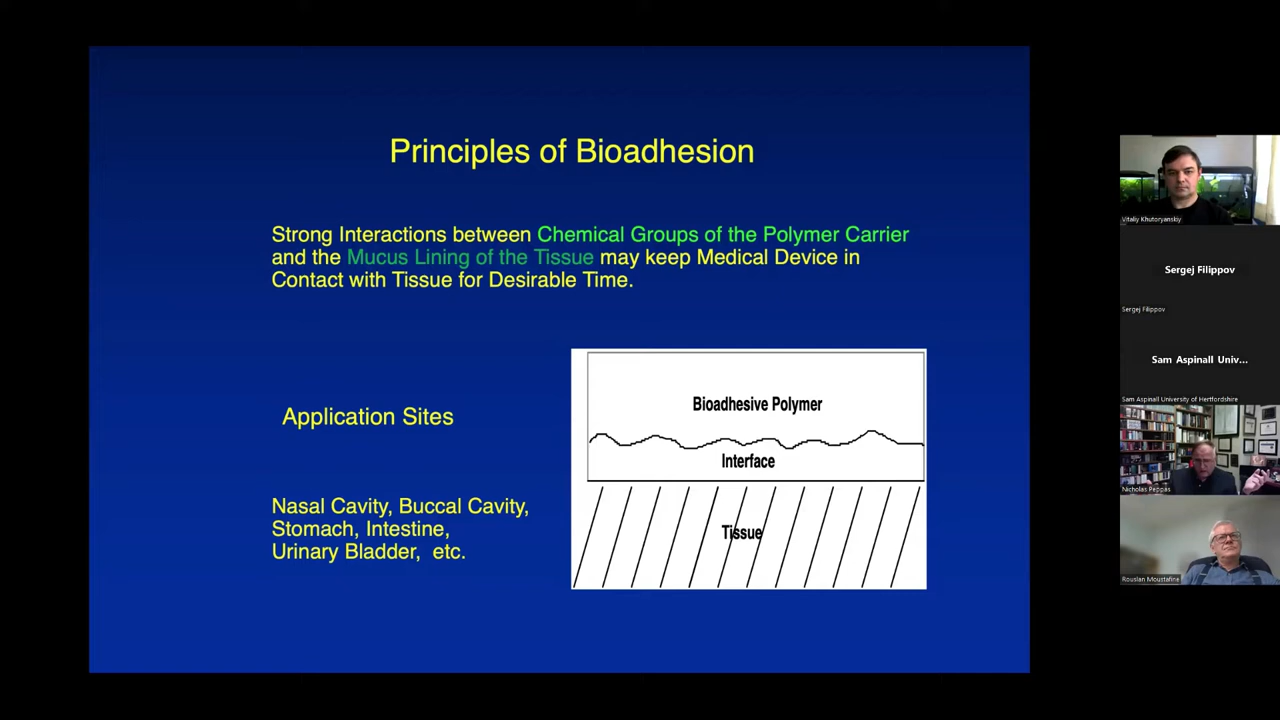 Principles of Bioadhesion
Strong Interactions between Chemical Groups of the Polymer Carrier
and the Mucus Lining of the Tissue may keep Medical Device in
Contact with Tissue for Desirable Time.
Application Sites
Nasal Cavity, Buccal Cavity,
Stomach, Intestine,
Urinary Bladder, etc.
Bioadhesive Polymer
Interface
Tissue
Vitaliy Khutoryanskiy
Sergej Filippov
Sergej Filippov
Sam Aspinall Univ...
Sam Aspinall University of Hertfordshire
Nicholas Peppas
Rouslan Moustafine